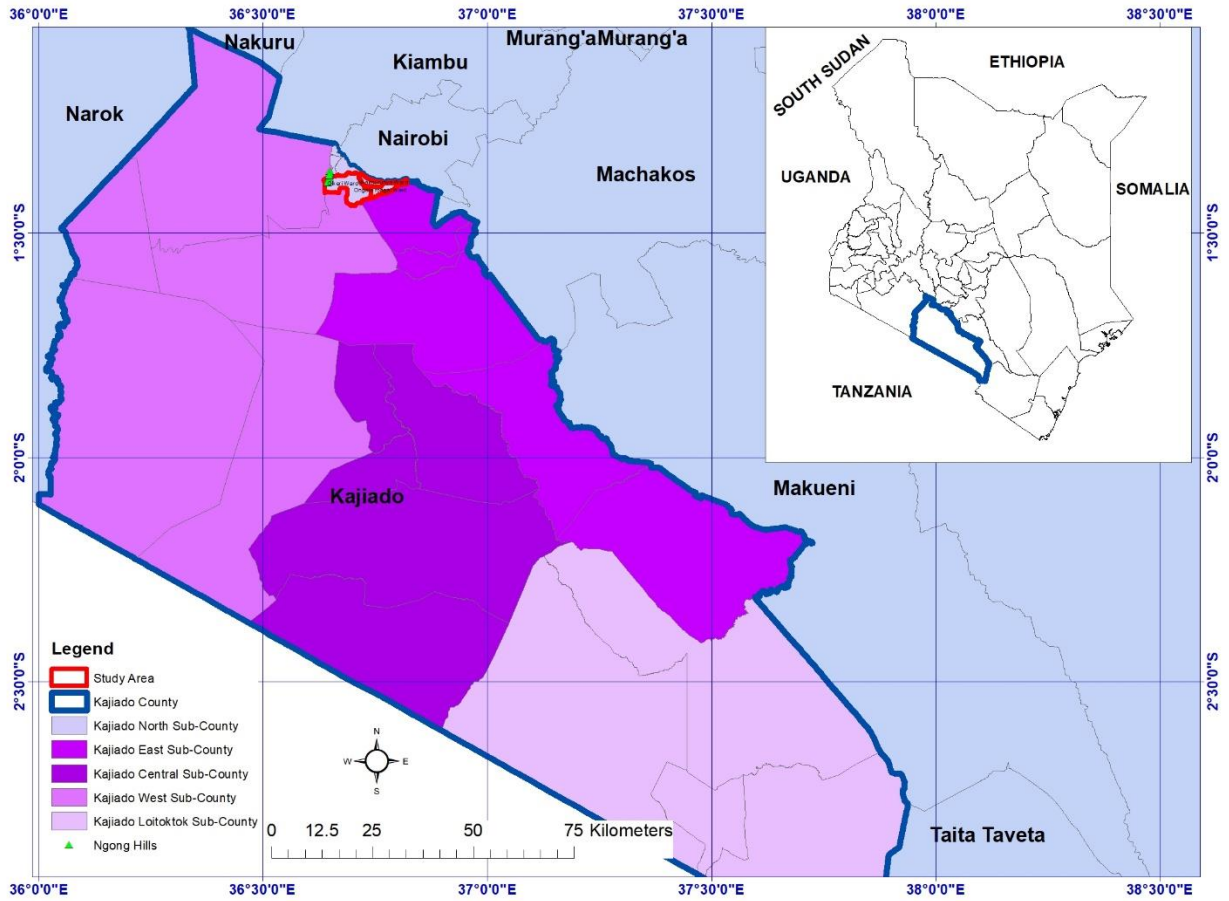 36°0'0"E 36°30'0"E 37°0'0"E 37°30'0"E 38°0'0"E 38°30'0"E
Nakuru
Murang'aMurang'a
Kiambu
Narok
Nairobi
Machakos
SOUTH SUDAN
ETHIOPIA
UGANDA
SOMALIA
TANZANIA
1°30'0"S 1°30'0"S
2°0'0"S 2°0'0"S
Makueni
Kajiado
2°30'0"S 2°30'0"S
Legend
Study Area
Kajiado County
Kajiado North Sub-County
Kajiado East Sub-County
Kajiado Central Sub-County
Kajiado West Sub-County
Kajiado Loitoktok Sub-County
Ngong Hills
N
W E
S
0 12.5 25 50 75 Kilometers
Taita Taveta
36°0'0"E 36°30'0"E 37°0'0"E 37°30'0"E 38°0'0"E 38°30'0"E